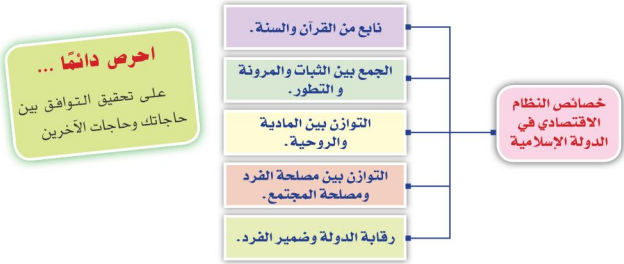 خصائص النظام
الاقتصادي في
الدولة الإسلامية
نابع من القرآن والسنة.
الجمع بين الثبات والمرونة
والتطور.
التوازن بين المادية
والروحية.
التوازن بين مصلحة الفرد
ومصلحة المجتمع.
رقابة الدولة وضمير الفرد.
احرص دائمًا ...
على تحقيق التوافق بين
حاجاتك وحاجات الآخرين